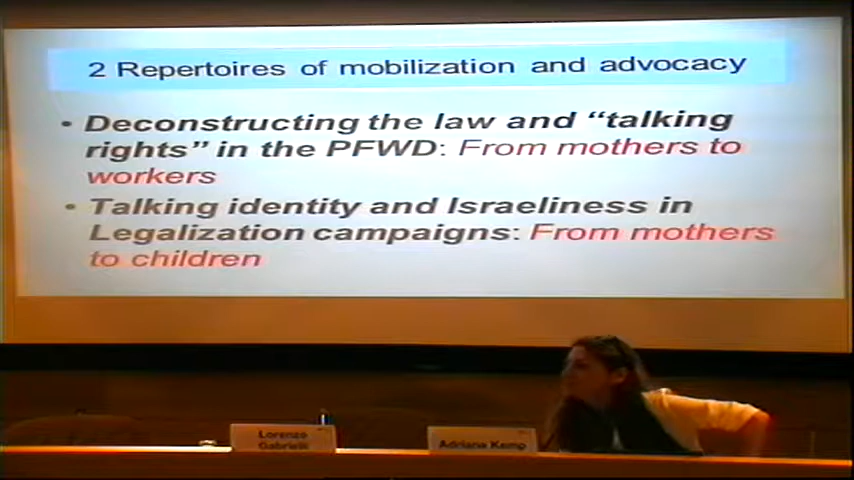 2 Repertoires of mobilization and advocacy
• Deconstructing the law and “talking
rights” in the PFWD: From mothers to
workers
• Talking identity and Israeliness in
Legalization campaigns: From mothers
to children
Lorenzo
Gabrielli
Adriana Kemp